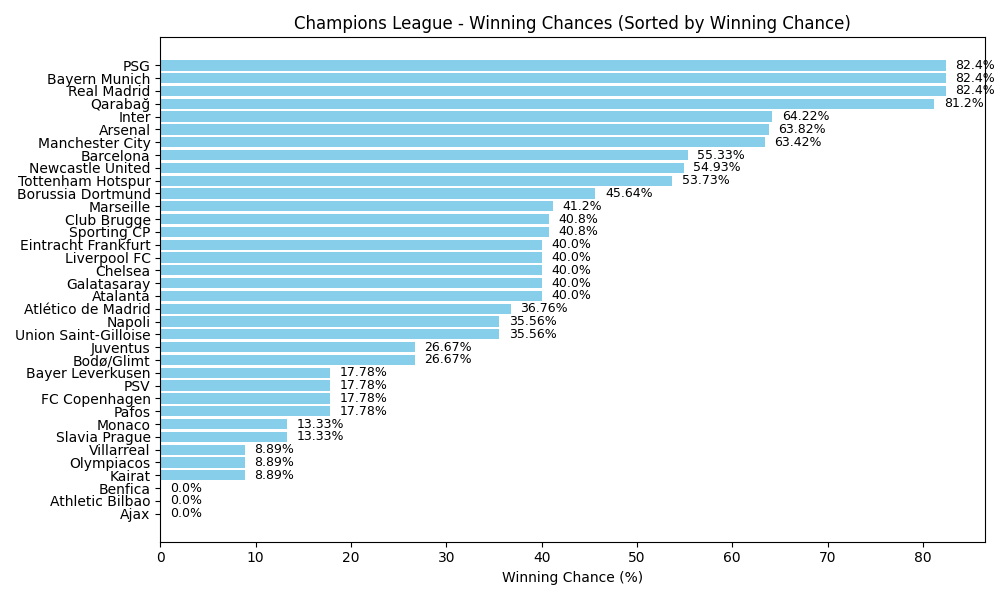 Champions League - Winning Chances (Sorted by Winning Chance)
PSG 82.4%
Bayern Munich 82.4%
Real Madrid 82.4%
Qarabağ 81.2%
Inter 64.22%
Arsenal 63.82%
Manchester City 63.42%
Barcelona 55.33%
Newcastle United 54.93%
Tottenham Hotspur 53.73%
Borussia Dortmund 45.64%
Marseille 41.2%
Club Brugge 40.8%
Sporting CP 40.8%
Eintracht Frankfurt 40.0%
Liverpool FC 40.0%
Chelsea 40.0%
Galatasaray 40.0%
Atalanta 40.0%
Atlético de Madrid 36.76%
Napoli 35.56%
Union Saint-Gilloise 35.56%
Juventus 26.67%
Bodø/Glimt 26.67%
Bayer Leverkusen 17.78%
PSV 17.78%
FC Copenhagen 17.78%
Pafos 17.78%
Monaco 13.33%
Slavia Prague 13.33%
Villarreal 8.89%
Olympiacos 8.89%
Kairat 8.89%
Benfica 0.0%
Athletic Bilbao 0.0%
Ajax 0.0%
0 10 20 30 40 50 60 70 80
Winning Chance (%)